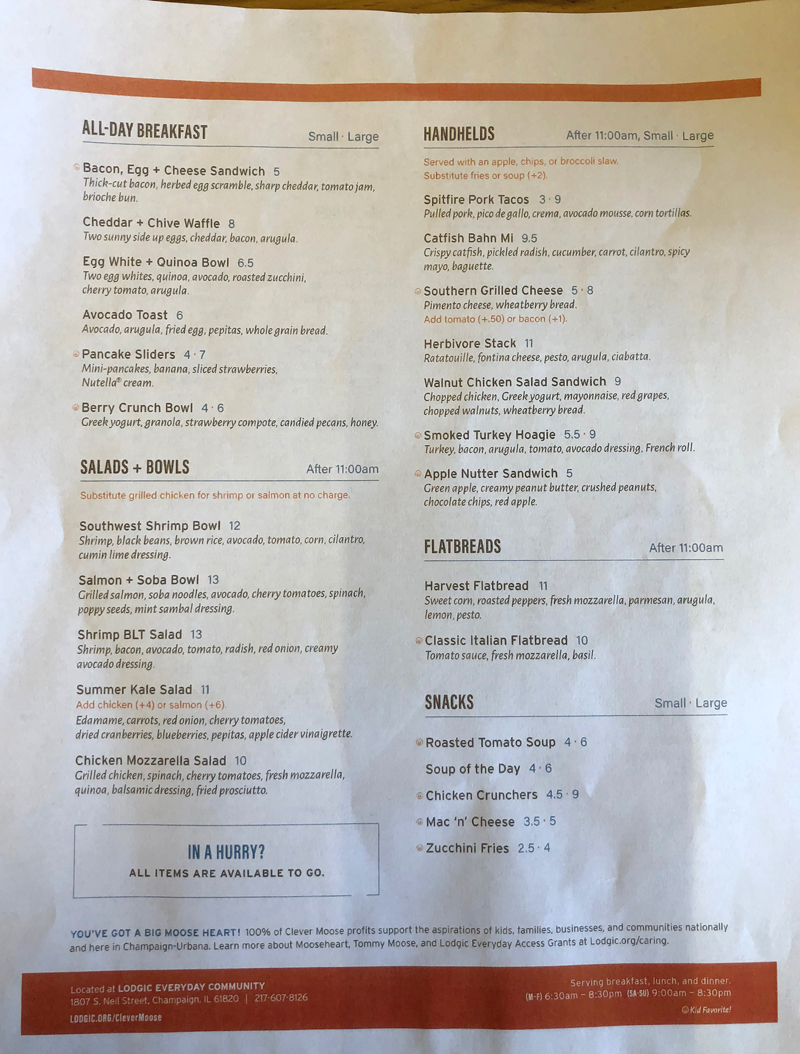 ALL-DAY BREAKFAST Small · Large
Bacon, Egg + Cheese Sandwich 5
Thick-cut bacon, herbed egg scramble, sharp cheddar, tomato jam,
brioche bun.
Cheddar + Chive Waffle 8
Two sunny side up eggs, cheddar, bacon, arugula.
Egg White + Quinoa Bowl 6.5
Two egg whites, quinoa, avocado, roasted zucchini,
cherry tomato, arugula.
Avocado Toast 6
Avocado, arugula, fried egg, pepitas, whole grain bread.
Pancake Sliders 4 · 7
Mini-pancakes, banana, sliced strawberries,
Nutella® cream.
Berry Crunch Bowl 4 · 6
Greek yogurt, granola, strawberry compote, candied pecans, honey.
SALADS + BOWLS After 11:00am
Substitute grilled chicken for shrimp or salmon at no charge.
Southwest Shrimp Bowl 12
Shrimp, black beans, brown rice, avocado, tomato, corn, cilantro,
cumin lime dressing.
Salmon + Soba Bowl 13
Grilled salmon, soba noodles, avocado, cherry tomatoes, spinach,
poppy seeds, mint sambal dressing.
Shrimp BLT Salad 13
Shrimp, bacon, avocado, tomato, radish, red onion, creamy
avocado dressing.
Summer Kale Salad 11
Add chicken (+4) or salmon (+6).
Edamame, carrots, red onion, cherry tomatoes,
dried cranberries, blueberries, pepitas, apple cider vinaigrette.
Chicken Mozzarella Salad 10
Grilled chicken, spinach, cherry tomatoes, fresh mozzarella,
quinoa, balsamic dressing, fried prosciutto.
IN A HURRY?
ALL ITEMS ARE AVAILABLE TO GO.
HANDHELDS After 11:00am, Small · Large
Served with an apple, chips, or broccoli slaw.
Substitute fries or soup (+2).
Spitfire Pork Tacos 3 · 9
Pulled pork, pico de gallo, crema, avocado mousse, corn tortillas.
Catfish Bahn Mi 9.5
Crispy catfish, pickled radish, cucumber, carrot, cilantro, spicy
mayo, baguette.
Southern Grilled Cheese 5 · 8
Pimento cheese, wheatberry bread.
Add tomato (+.50) or bacon (+1).
Herbivore Stack 11
Ratatouille, fontina cheese, pesto, arugula, ciabatta.
Walnut Chicken Salad Sandwich 9
Chopped chicken, Greek yogurt, mayonnaise, red grapes,
chopped walnuts, wheatberry bread.
Smoked Turkey Hoagie 5.5 · 9
Turkey, bacon, arugula, tomato, avocado dressing. French roll.
Apple Nutter Sandwich 5
Green apple, creamy peanut butter, crushed peanuts,
chocolate chips, red apple.
FLATBREADS After 11:00am
Harvest Flatbread 11
Sweet corn, roasted peppers, fresh mozzarella, parmesan, arugula,
lemon, pesto.
Classic Italian Flatbread 10
Tomato sauce, fresh mozzarella, basil.
SNACKS Small · Large
Roasted Tomato Soup 4 · 6
Soup of the Day 4 · 6
Chicken Crunchers 4.5 · 9
Mac 'n' Cheese 3.5 · 5
Zucchini Fries 2.5 · 4
YOU'VE GOT A BIG MOOSE HEART! 100% of Clever Moose profits support the aspirations of kids, families, businesses, and communities nationally
and here in Champaign-Urbana. Learn more about Mooseheart, Tommy Moose, and Lodgic Everyday Access Grants at Lodgic.org/caring.
Located at LODGIC EVERYDAY COMMUNITY
1807 S. Neil Street, Champaign, IL 61820 | 217-607-8126
LODGIC.ORG/CleverMoose
Serving breakfast, lunch, and dinner.
(M-F) 6:30am – 8:30pm (SA-SU) 9:00am – 8:30pm
Kid Favorite!